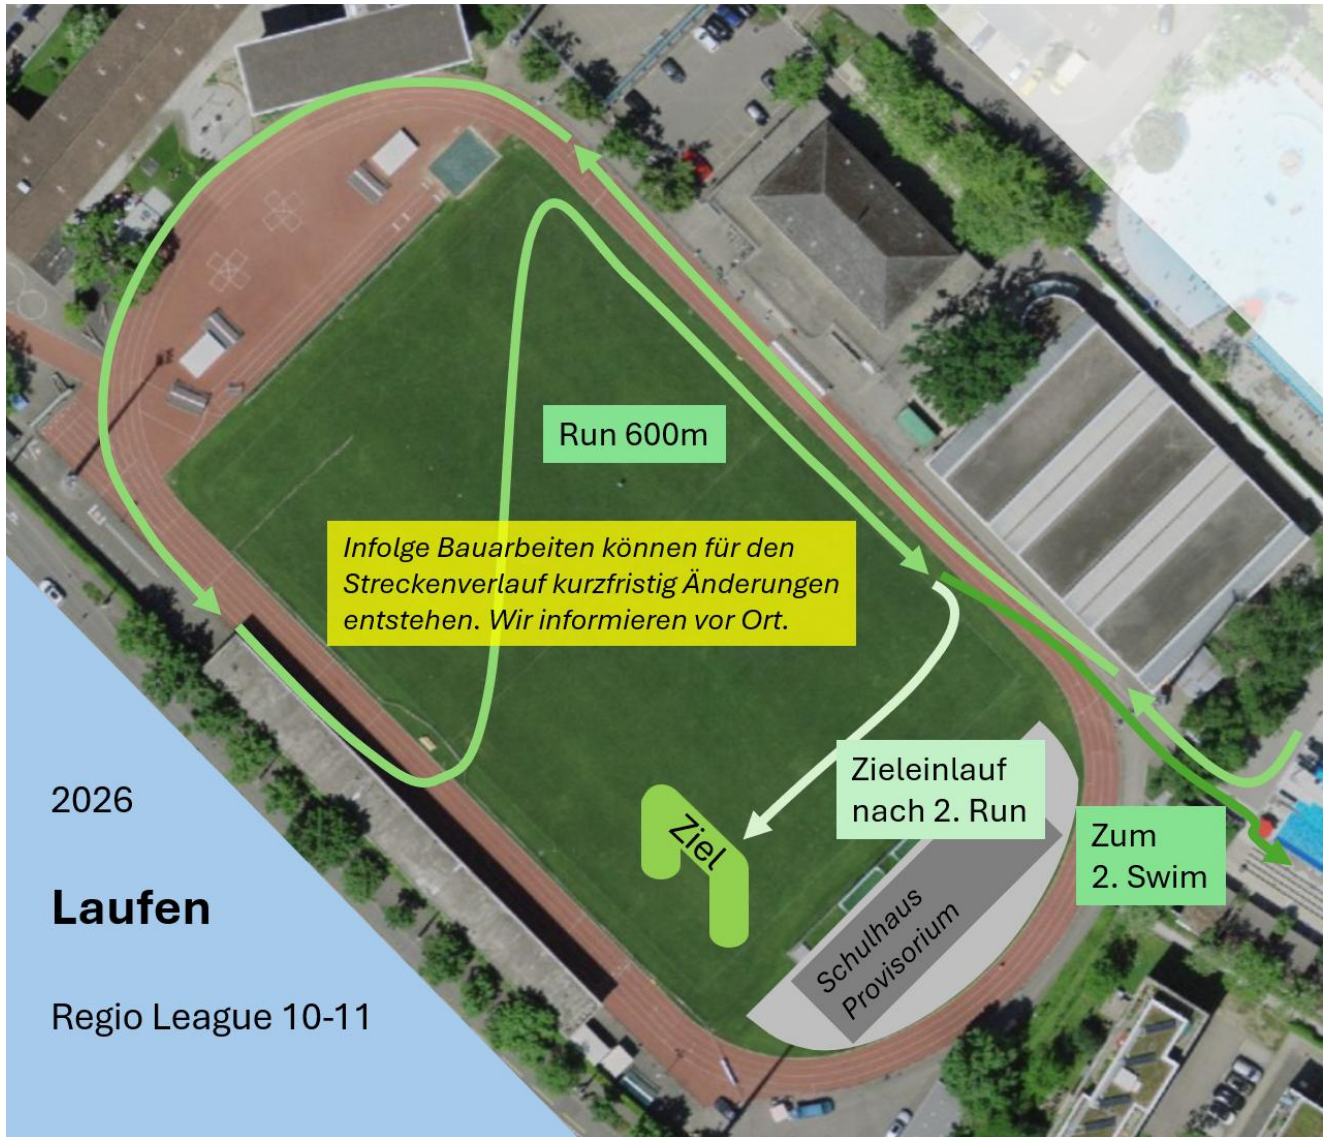 Run 600m
Infolge Bauarbeiten können für den
Streckenverlauf kurzfristig Änderungen
entstehen. Wir informieren vor Ort.
Zieleinlauf
nach 2. Run
Ziel
Zum
2. Swim
Schulhaus
Provisorium
2026
Laufen
Regio League 10-11